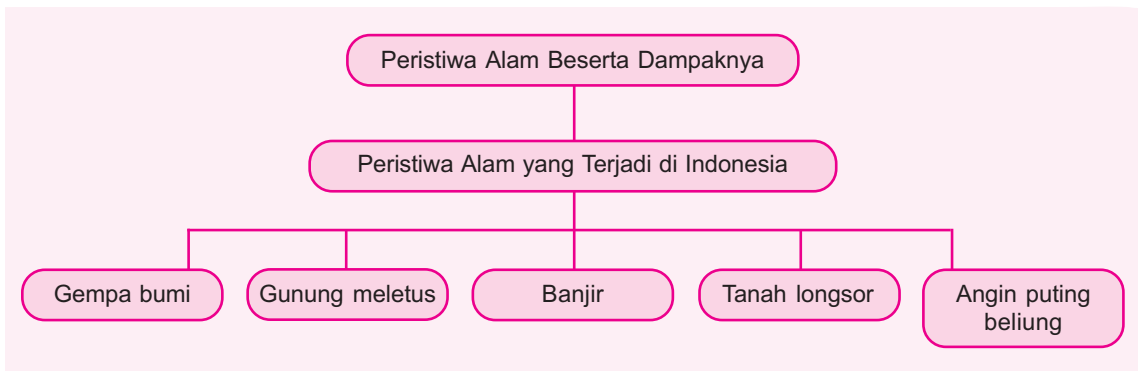 Peristiwa Alam Beserta Dampaknya
Peristiwa Alam yang Terjadi di Indonesia
Gempa bumi
Gunung meletus
Banjir
Tanah longsor
Angin puting
beliung